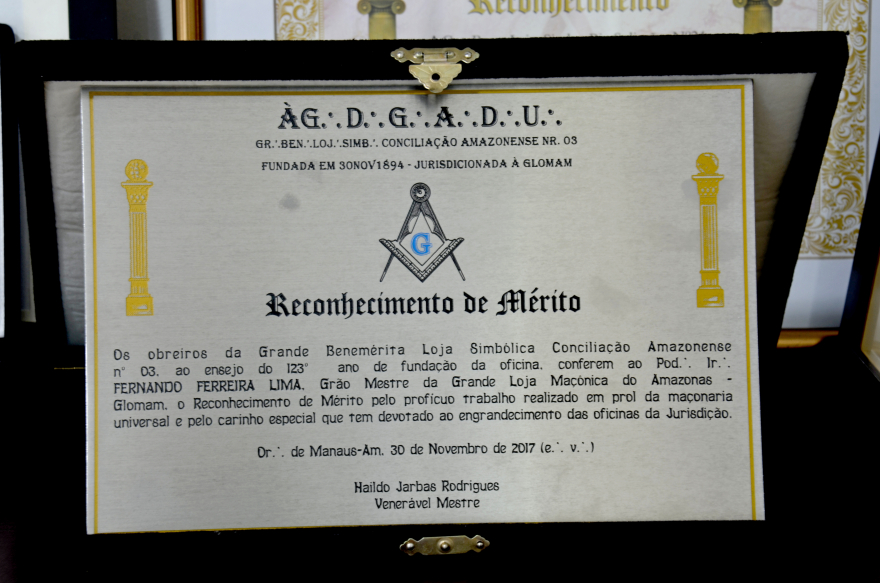 Reconhecimento
ÀG.∙.D.∙.G.∙.A.∙.D.∙.U.∙.
GR.∙.BEN.∙.LOJ.∙.SIMB.∙. CONCILIAÇÃO AMAZONENSE NR. 03
FUNDADA EM 30NOV1894 - JURISDICIONADA À GLOMAM
G
Reconhecimento de Mérito
Os obreiros da Grande Benemérita Loja Simbólica Conciliação Amazonense
n° 03, ao ensejo do 123° ano de fundação da oficina, conferem ao Pod.∙. Ir.∙.
FERNANDO FERREIRA LIMA, Grão Mestre da Grande Loja Maçônica do Amazonas -
Glomam, o Reconhecimento de Mérito pelo profícuo trabalho realizado em prol da maçonaria
universal e pelo carinho especial que tem devotado ao engrandecimento das oficinas da Jurisdição.
Or.∙. de Manaus-Am, 30 de Novembro de 2017 (e.∙. v.∙.)
Haildo Jarbas Rodrigues
Venerável Mestre